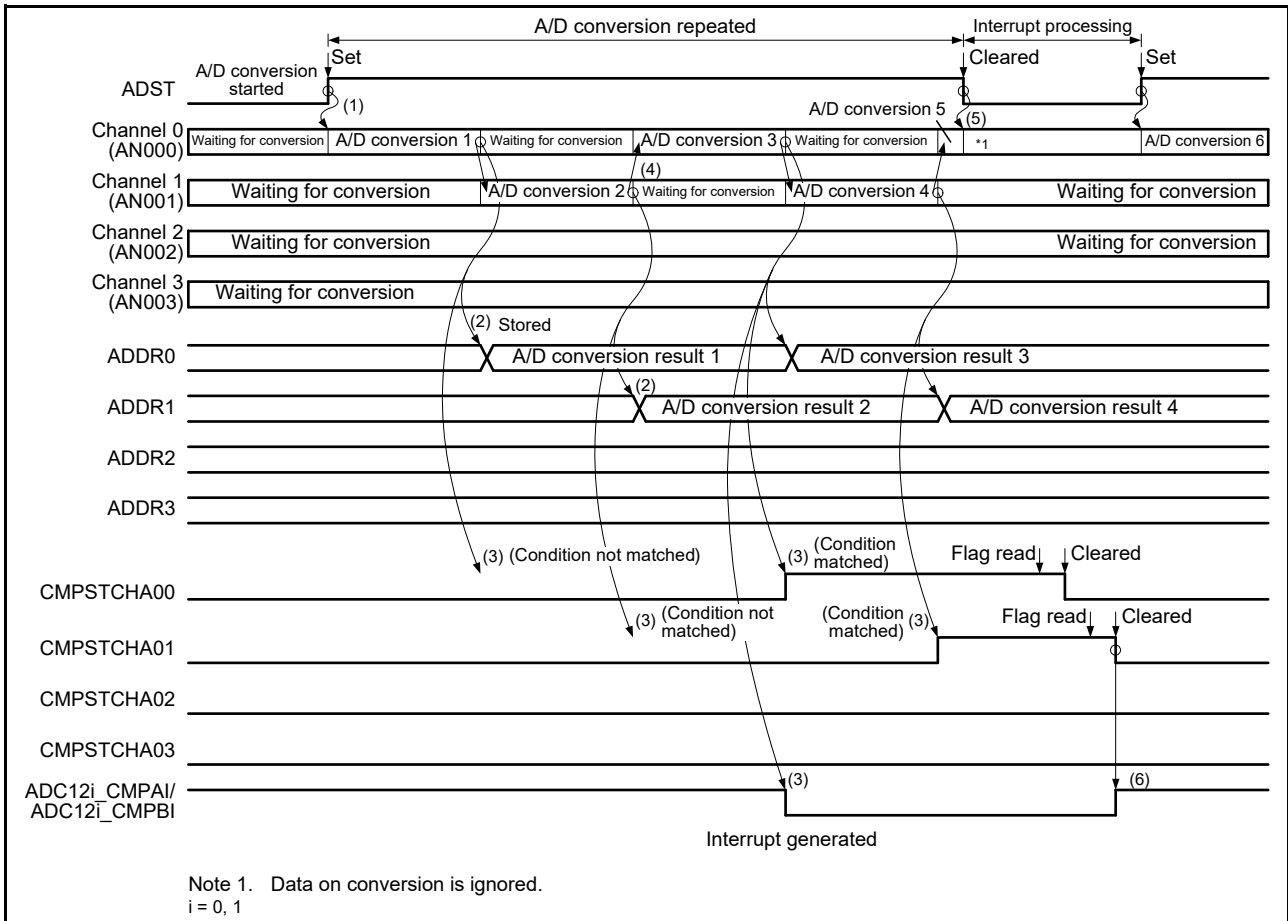 A/D conversion repeated
Interrupt processing
Set
Cleared
Set
A/D conversion
started
ADST
(1)
A/D conversion 5
(5)
Channel 0
(AN000)
Waiting for conversion
A/D conversion 1
Waiting for conversion
A/D conversion 3
Waiting for conversion
*1
A/D conversion 6
(4)
Channel 1
(AN001)
Waiting for conversion
A/D conversion 2
Waiting for conversion
A/D conversion 4
Waiting for conversion
Channel 2
(AN002)
Waiting for conversion
Waiting for conversion
Channel 3
(AN003)
Waiting for conversion
(2) Stored
ADDR0
A/D conversion result 1
A/D conversion result 3
(2)
ADDR1
A/D conversion result 2
A/D conversion result 4
ADDR2
ADDR3
(3) (Condition not matched)
(3) (Condition
matched)
Flag read
Cleared
CMPSTCHA00
(3) (Condition not
matched)
(Condition
matched) (3)
Flag read
Cleared
CMPSTCHA01
CMPSTCHA02
CMPSTCHA03
ADC12i_CMPAI/
ADC12i_CMPBI
(3)
(6)
Interrupt generated
Note 1. Data on conversion is ignored.
i = 0, 1